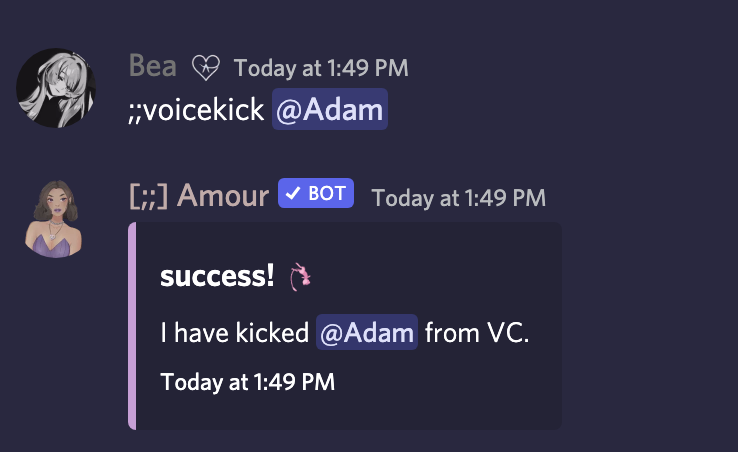 Bea Today at 1:49 PM
;;voicekick @Adam
[;;] Amour ✓ BOT Today at 1:49 PM
success!
I have kicked @Adam from VC.
Today at 1:49 PM